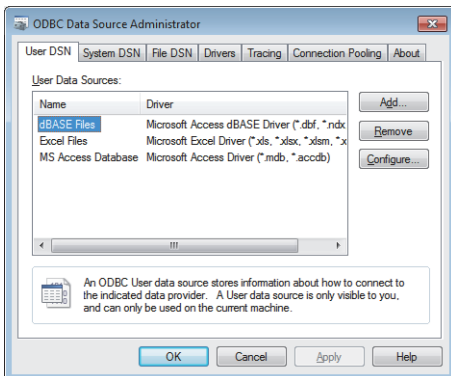 ODBC Data Source Administrator
User DSN System DSN File DSN Drivers Tracing Connection Pooling About
User Data Sources:
Name Driver Add...
dBASE Files Microsoft Access dBASE Driver (*.dbf, *.ndx
Excel Files Microsoft Excel Driver (*.xls, *.xlsx, *.xlsm, *.x Remove
MS Access Database Microsoft Access Driver (*.mdb, *.accdb) Configure...
An ODBC User data source stores information about how to connect to
the indicated data provider. A User data source is only visible to you,
and can only be used on the current machine.
OK Cancel Apply Help